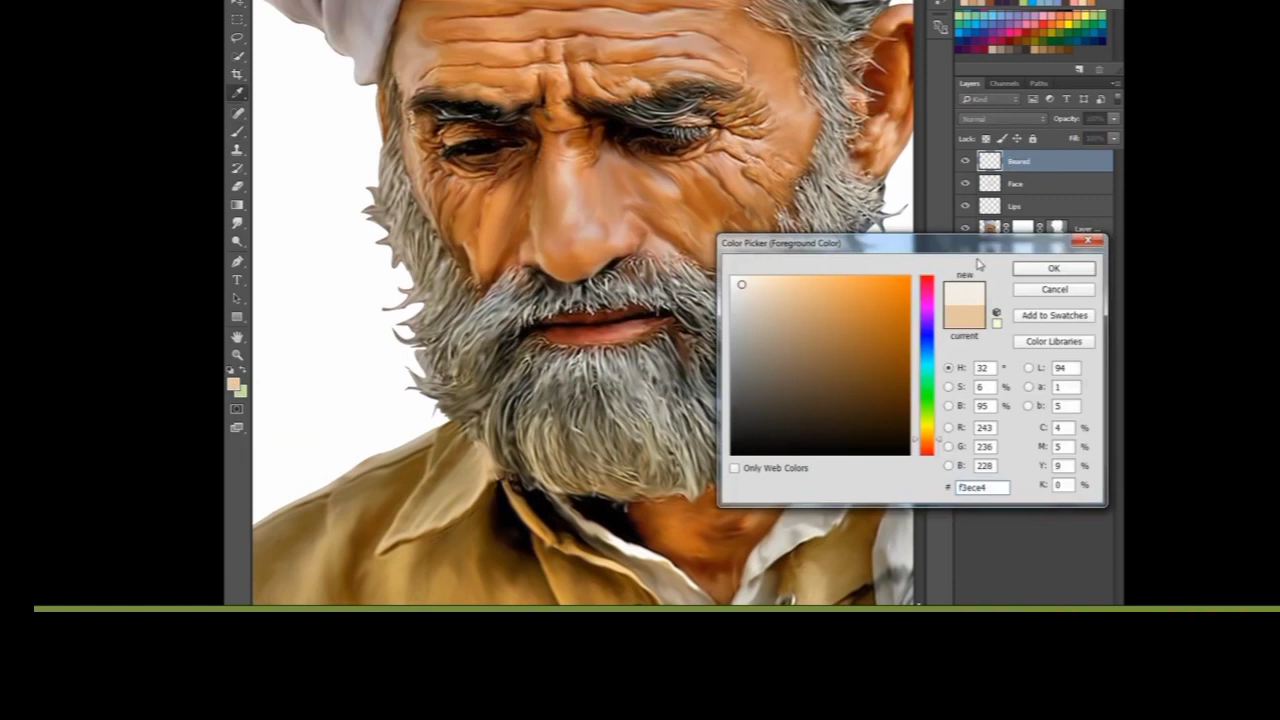 Layers Channels Paths
Kind
Normal Opacity:
Lock: Fill:
Beared
Face
Lips
Layer ...
Color Picker (Foreground Color)
new
current
OK
Cancel
Add to Swatches
Color Libraries
H: 32 ° L: 94
S: 6 % a: 1
B: 95 % b: 5
R: 243 C: 4 %
G: 236 M: 5 %
B: 228 Y: 9 %
# f3ece4 K: 0 %
Only Web Colors